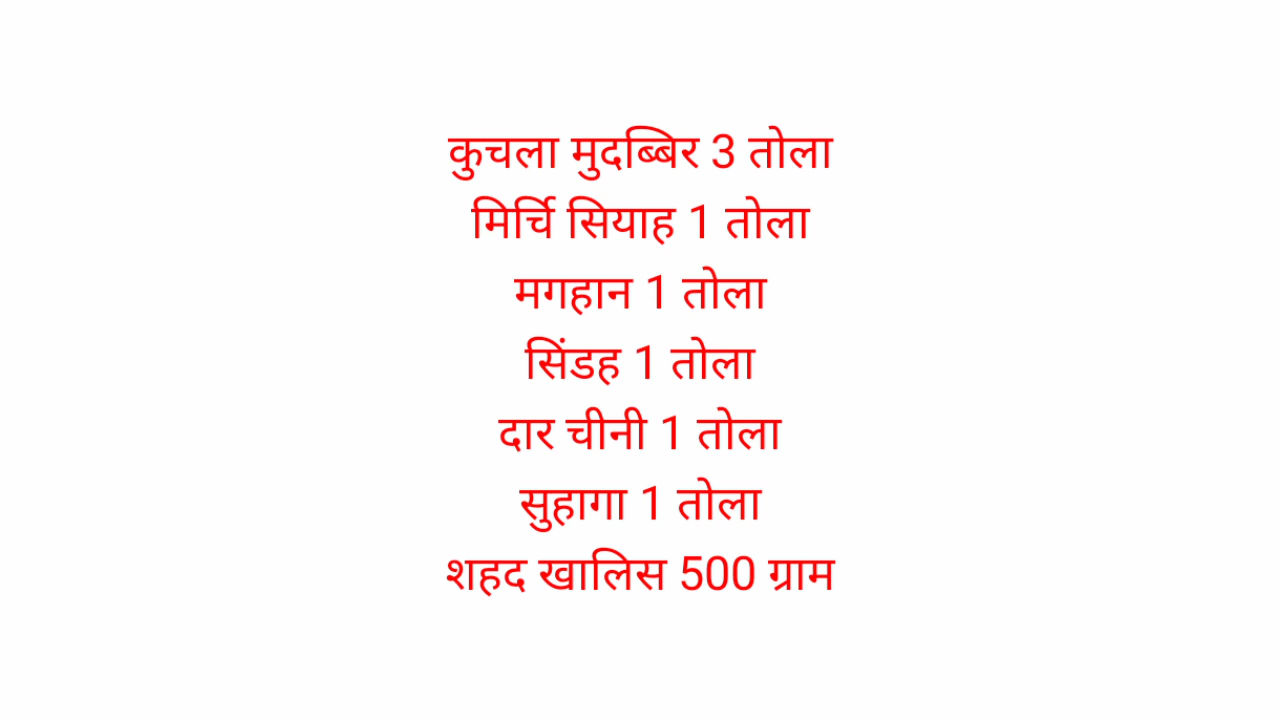 कुचला मुदब्बिर 3 तोला
मिर्चि सियाह 1 तोला
मगहान 1 तोला
सिंडह 1 तोला
दार चीनी 1 तोला
सुहागा 1 तोला
शहद खालिस 500 ग्राम